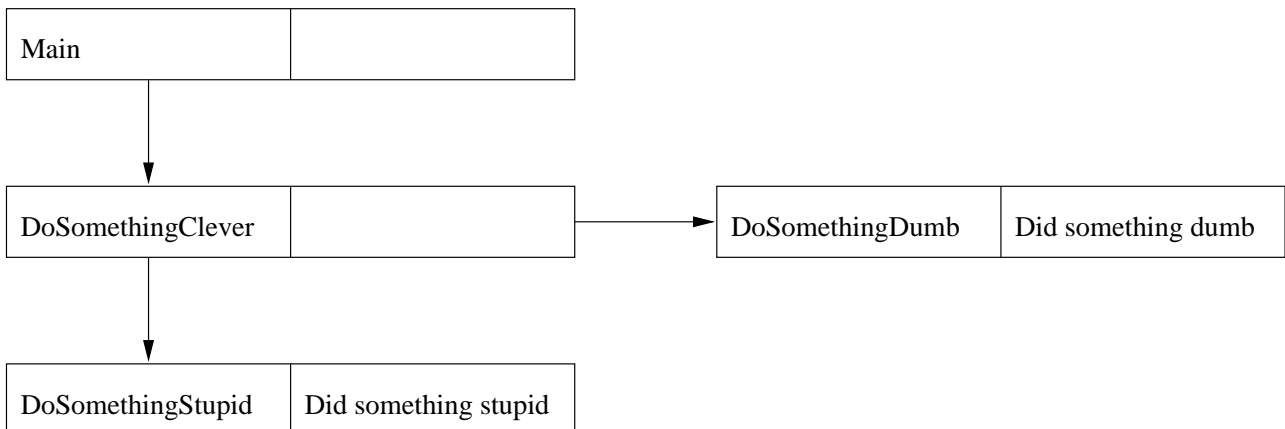 Main
DoSomethingClever
DoSomethingDumb
Did something dumb
DoSomethingStupid
Did something stupid